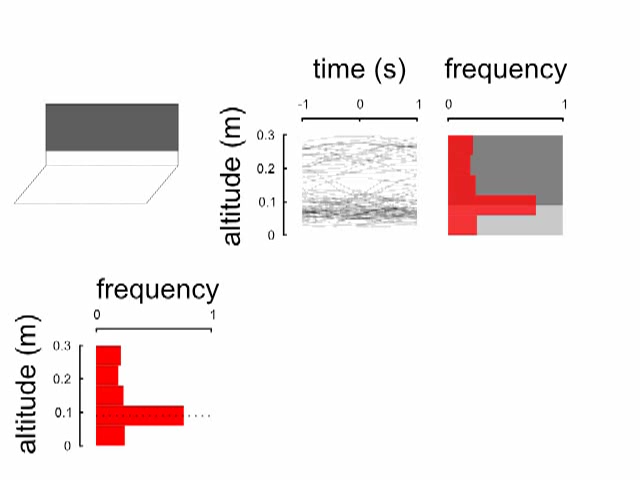 time (s)
frequency
-1 0 1
0 1
altitude (m)
0.3
0.2
0.1
0
frequency
0 1
altitude (m)
0.3
0.2
0.1
0